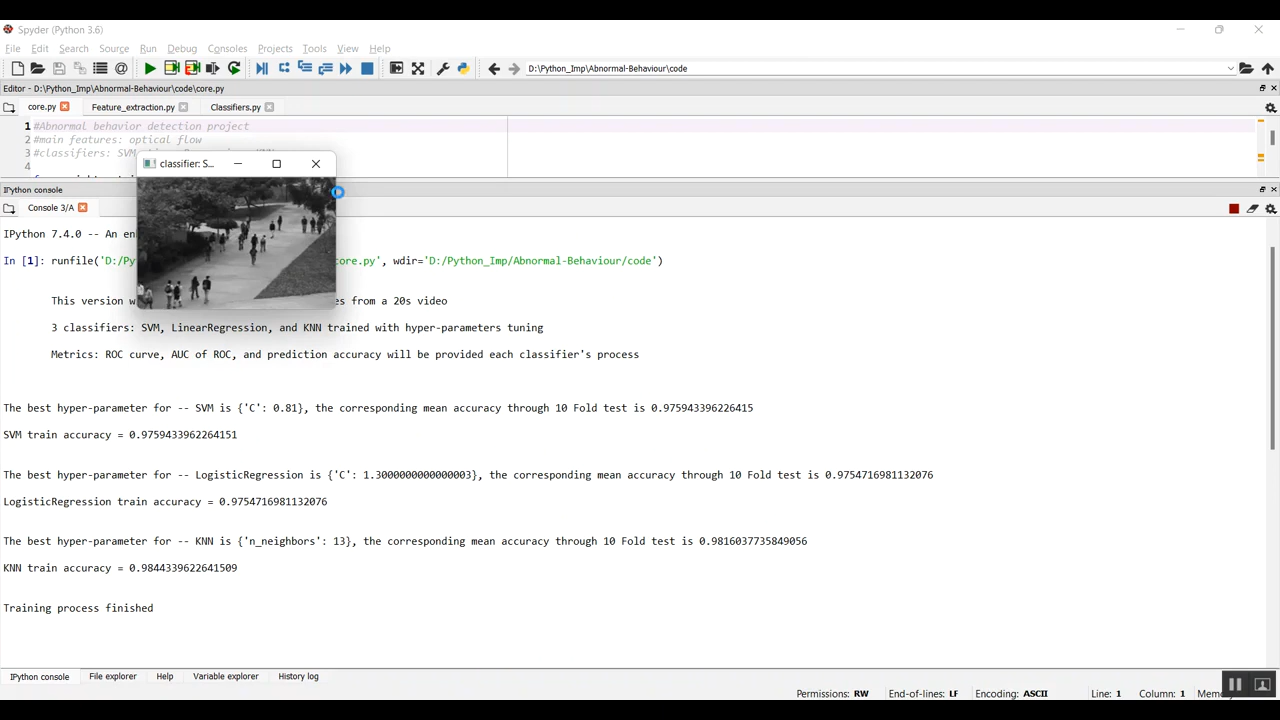 Spyder (Python 3.6)
File Edit Search Source Run Debug Consoles Projects Tools View Help
D:\Python_Imp\Abnormal-Behaviour\code
Editor - D:\Python_Imp\Abnormal-Behaviour\code\core.py
core.py Feature_extraction.py Classifiers.py
1 #Abnormal behavior detection project
2 #main features: optical flow
3 #classifiers: SVM
4
classifier: S...
IPython console
Console 3/A
IPython 7.4.0 -- An en
In [1]: runfile('D:/Py core.py', wdir='D:/Python_Imp/Abnormal-Behaviour/code')
This version w es from a 20s video
3 classifiers: SVM, LinearRegression, and KNN trained with hyper-parameters tuning
Metrics: ROC curve, AUC of ROC, and prediction accuracy will be provided each classifier's process
The best hyper-parameter for -- SVM is {'C': 0.81}, the corresponding mean accuracy through 10 Fold test is 0.975943396226415
SVM train accuracy = 0.9759433962264151
The best hyper-parameter for -- LogisticRegression is {'C': 1.3000000000000003}, the corresponding mean accuracy through 10 Fold test is 0.9754716981132076
LogisticRegression train accuracy = 0.9754716981132076
The best hyper-parameter for -- KNN is {'n_neighbors': 13}, the corresponding mean accuracy through 10 Fold test is 0.9816037735849056
KNN train accuracy = 0.9844339622641509
Training process finished
IPython console File explorer Help Variable explorer History log
Permissions: RW End-of-lines: LF Encoding: ASCII Line: 1 Column: 1 Mem